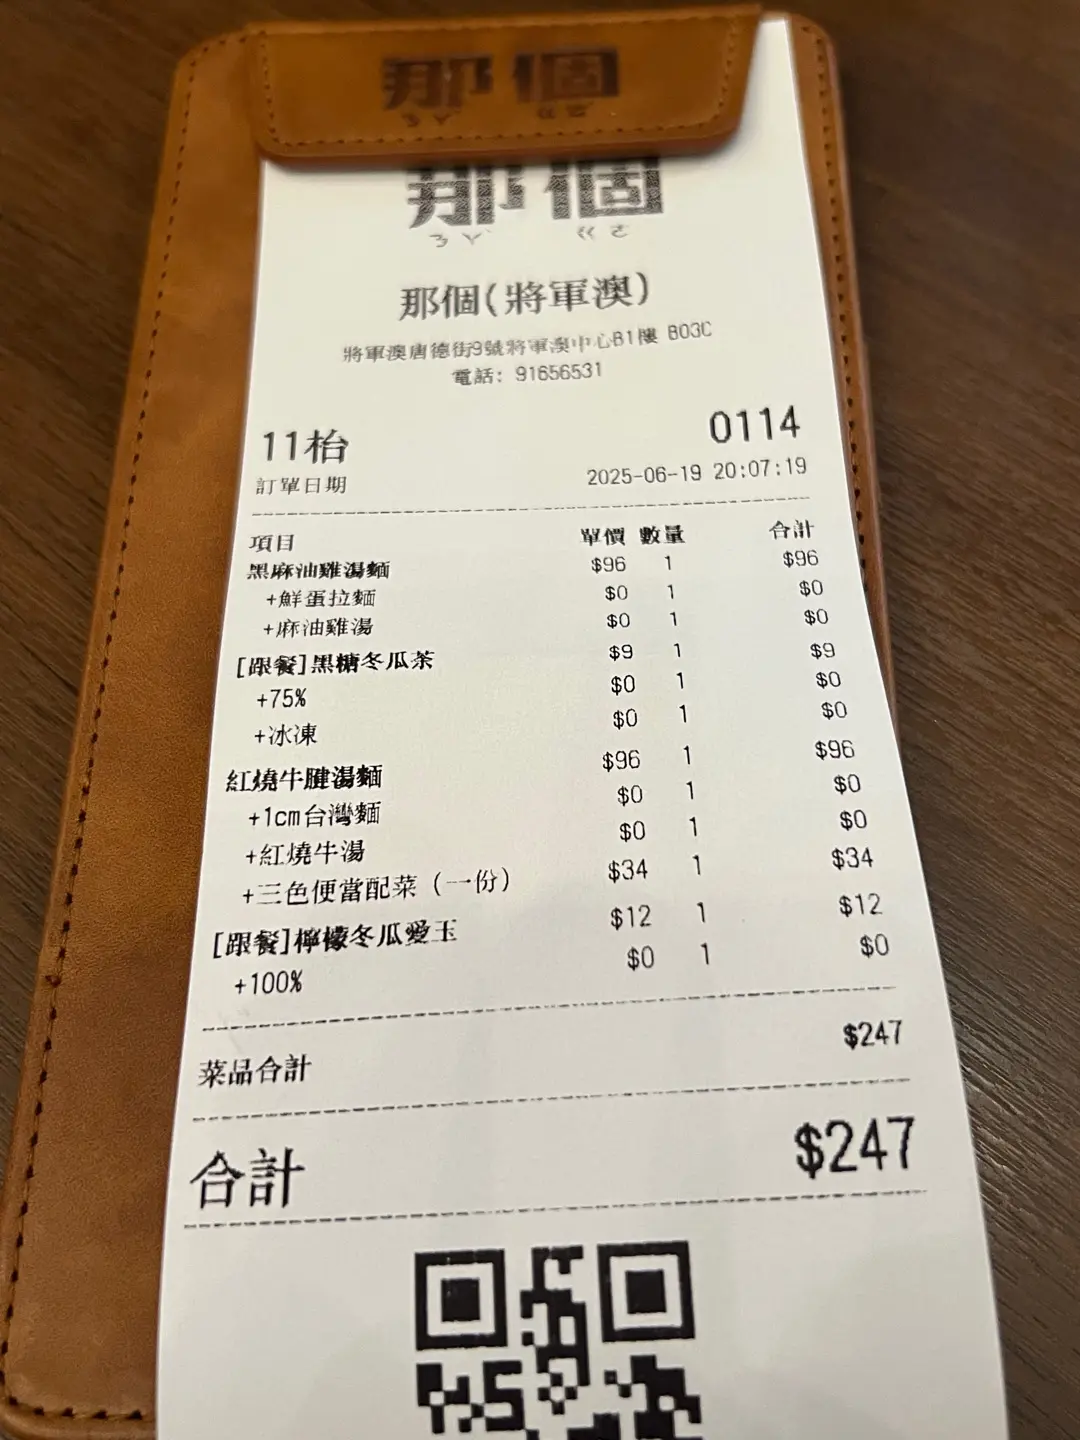 那個
ㄋㄚˋ ㄍㄜ
那個
ㄋㄚˋ ㄍㄜ
那個(將軍澳)
將軍澳唐德街9號將軍澳中心B1樓 B03C
電話: 91656531
11枱 0114
訂單日期 2025-06-19 20:07:19
項目 單價 數量 合計
黑麻油雞湯麵 $96 1 $96
+鮮蛋拉麵 $0 1 $0
+麻油雞湯 $0 1 $0
[跟餐]黑糖冬瓜茶 $9 1 $9
+75% $0 1 $0
+冰凍 $0 1 $0
紅燒牛腱湯麵 $96 1 $96
+1cm台灣麵 $0 1 $0
+紅燒牛湯 $0 1 $0
+三色便當配菜 (一份) $34 1 $34
[跟餐]檸檬冬瓜愛玉 $12 1 $12
+100% $0 1 $0
菜品合計 $247
合計 $247